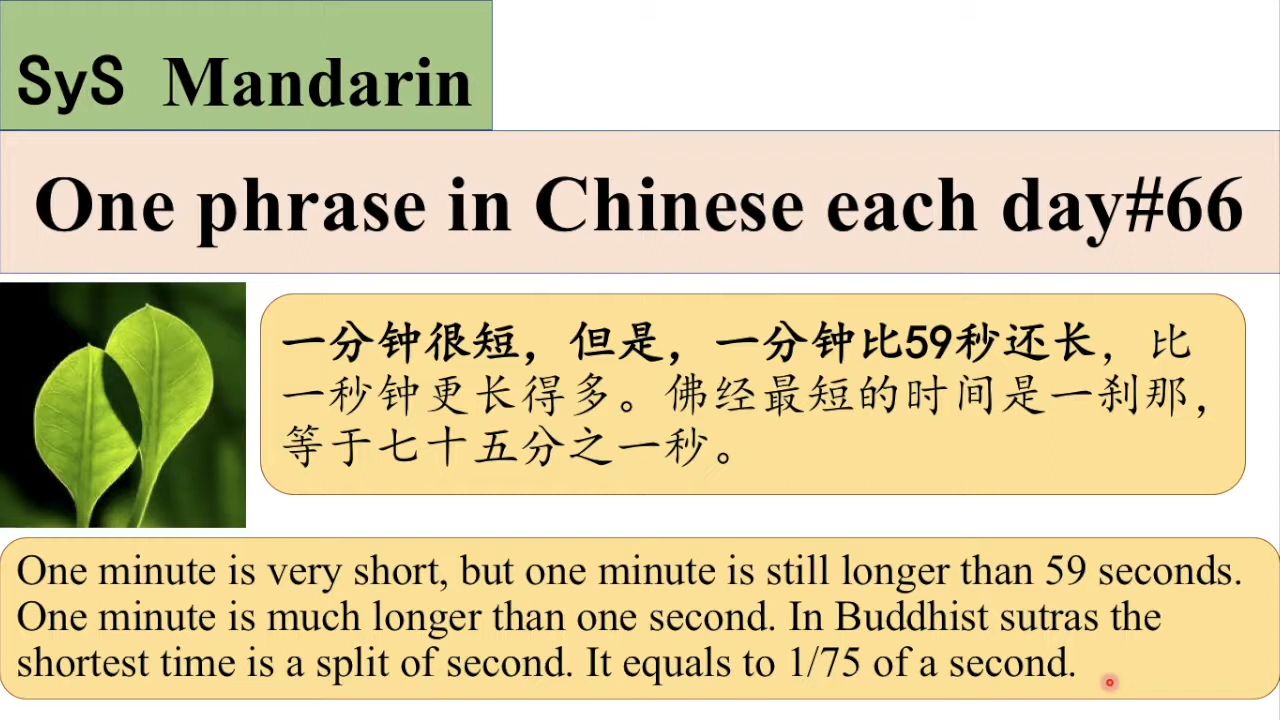 SyS Mandarin
One phrase in Chinese each day#66
一分钟很短，但是，一分钟比59秒还长，比
一秒钟更长得多。佛经最短的时间是一刹那，
等于七十五分之一秒。
One minute is very short, but one minute is still longer than 59 seconds.
One minute is much longer than one second. In Buddhist sutras the
shortest time is a split of second. It equals to 1/75 of a second.